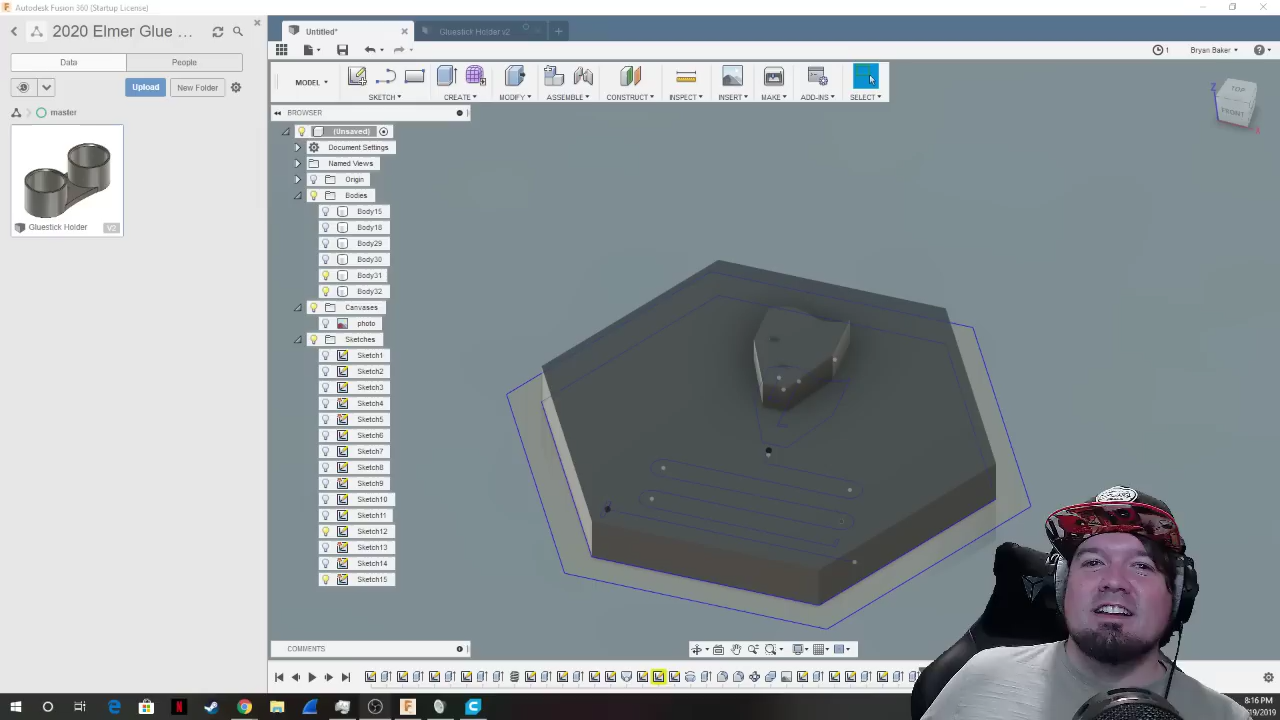 Autodesk Fusion 360 (Startup License)
2020 Elmer Glue ...
Untitled*
Gluestick Holder v2
Data
People
1
Bryan Baker
Upload
New Folder
MODEL
SKETCH
CREATE
MODIFY
ASSEMBLE
CONSTRUCT
INSPECT
INSERT
MAKE
ADD-INS
SELECT
TOP
FRONT
Z
X
master
BROWSER
(Unsaved)
Document Settings
Named Views
Origin
Bodies
Body15
Body18
Body29
Body30
Body31
Body32
Gluestick Holder
V2
Canvases
photo
Sketches
Sketch1
Sketch2
Sketch3
Sketch4
Sketch5
Sketch6
Sketch7
Sketch8
Sketch9
Sketch10
Sketch11
Sketch12
Sketch13
Sketch14
Sketch15
COMMENTS
8:16 PM
/19/2019